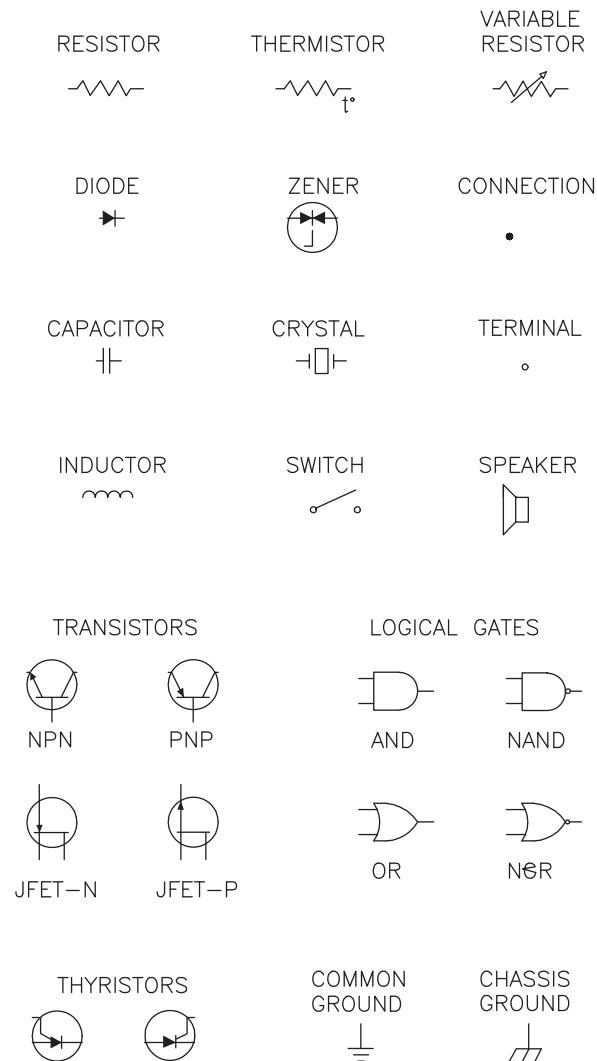 RESISTOR
THERMISTOR
VARIABLE
RESISTOR
t°
DIODE
ZENER
CONNECTION
CAPACITOR
CRYSTAL
TERMINAL
INDUCTOR
SWITCH
SPEAKER
TRANSISTORS
LOGICAL GATES
NPN
PNP
AND
NAND
JFET-N
JFET-P
OR
NOR
THYRISTORS
COMMON
GROUND
CHASSIS
GROUND